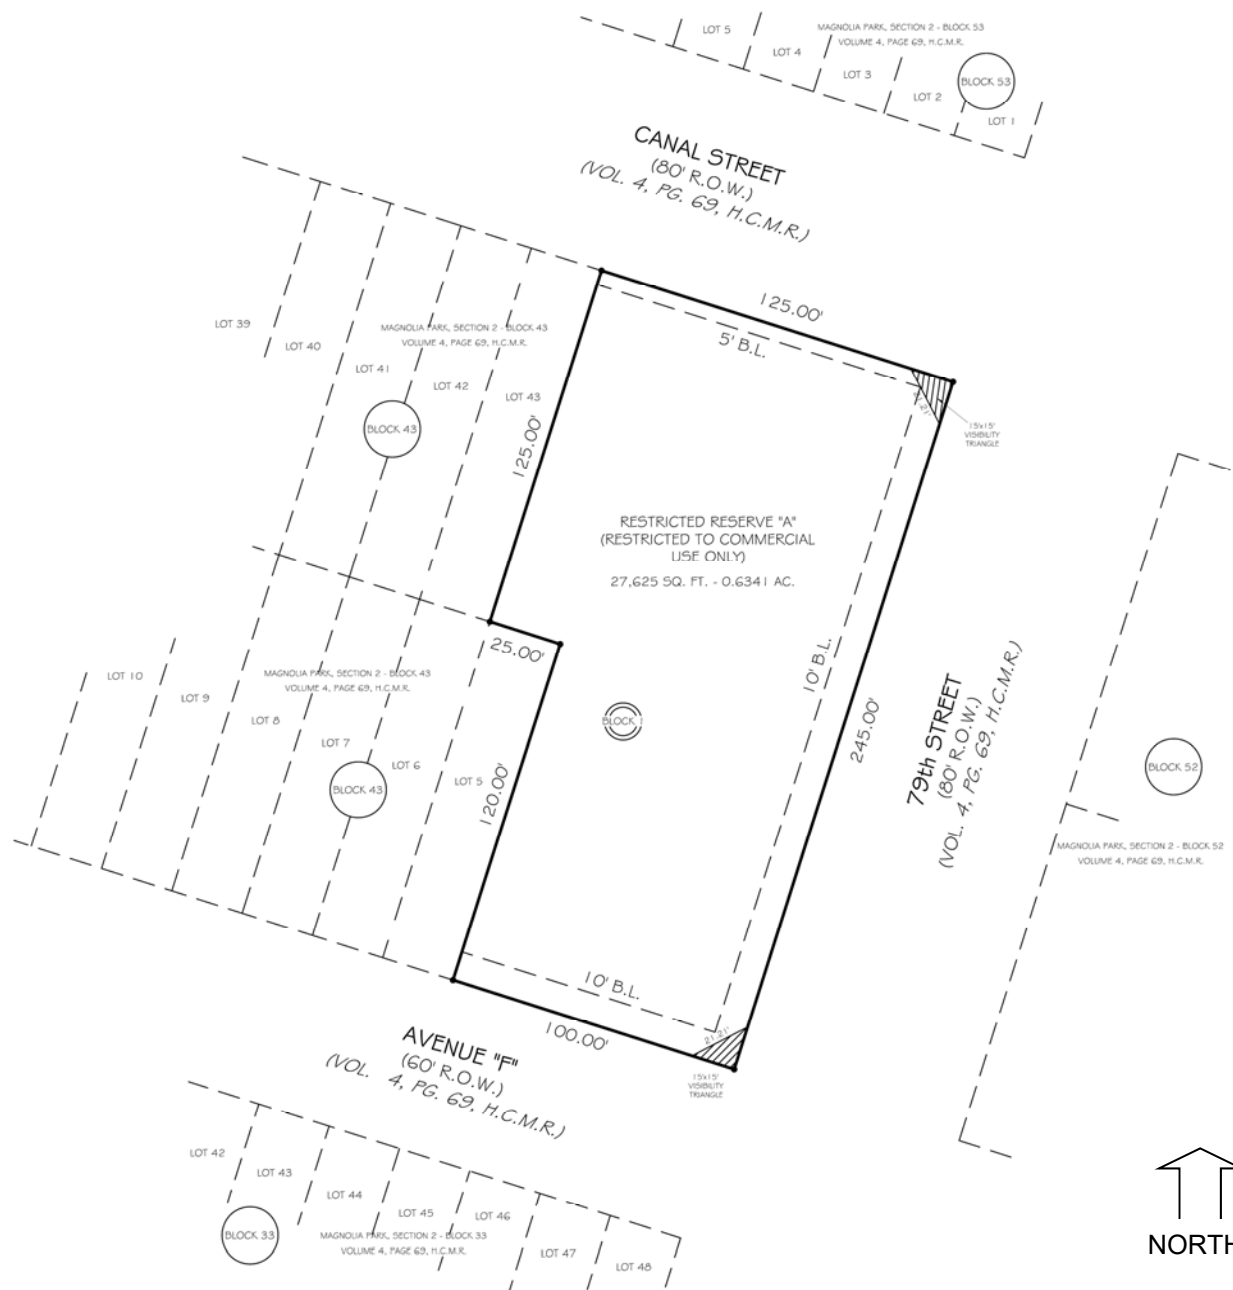 LOT 5
MAGNOLIA PARK, SECTION 2 - BLOCK 53
VOLUME 4, PAGE 69, H.C.M.R.
LOT 4
LOT 3
BLOCK 53
LOT 2
LOT 1
CANAL STREET
(80' R.O.W.)
(VOL. 4, PG. 69, H.C.M.R.)
125.00'
5' B.L.
LOT 39
LOT 40
MAGNOLIA PARK, SECTION 2 - BLOCK 43
VOLUME 4, PAGE 69, H.C.M.R.
LOT 41
LOT 42
LOT 43
BLOCK 43
125.00'
21.21'
15'x15'
VISIBILITY
TRIANGLE
RESTRICTED RESERVE "A"
(RESTRICTED TO COMMERCIAL
USE ONLY)
27,625 SQ. FT. - 0.6341 AC.
25.00'
10' B.L.
LOT 10
LOT 9
MAGNOLIA PARK, SECTION 2 - BLOCK 43
VOLUME 4, PAGE 69, H.C.M.R.
LOT 8
LOT 7
LOT 6
LOT 5
BLOCK 43
120.00'
BLOCK 1
245.00'
79th STREET
(80' R.O.W.)
(VOL. 4, PG. 69, H.C.M.R.)
BLOCK 52
MAGNOLIA PARK, SECTION 2 - BLOCK 52
VOLUME 4, PAGE 69, H.C.M.R.
10' B.L.
100.00'
21.21'
15'x15'
VISIBILITY
TRIANGLE
AVENUE "F"
(60' R.O.W.)
(VOL. 4, PG. 69, H.C.M.R.)
LOT 42
LOT 43
LOT 44
LOT 45
LOT 46
LOT 47
LOT 48
BLOCK 33
MAGNOLIA PARK, SECTION 2 - BLOCK 33
VOLUME 4, PAGE 69, H.C.M.R.
NORTH